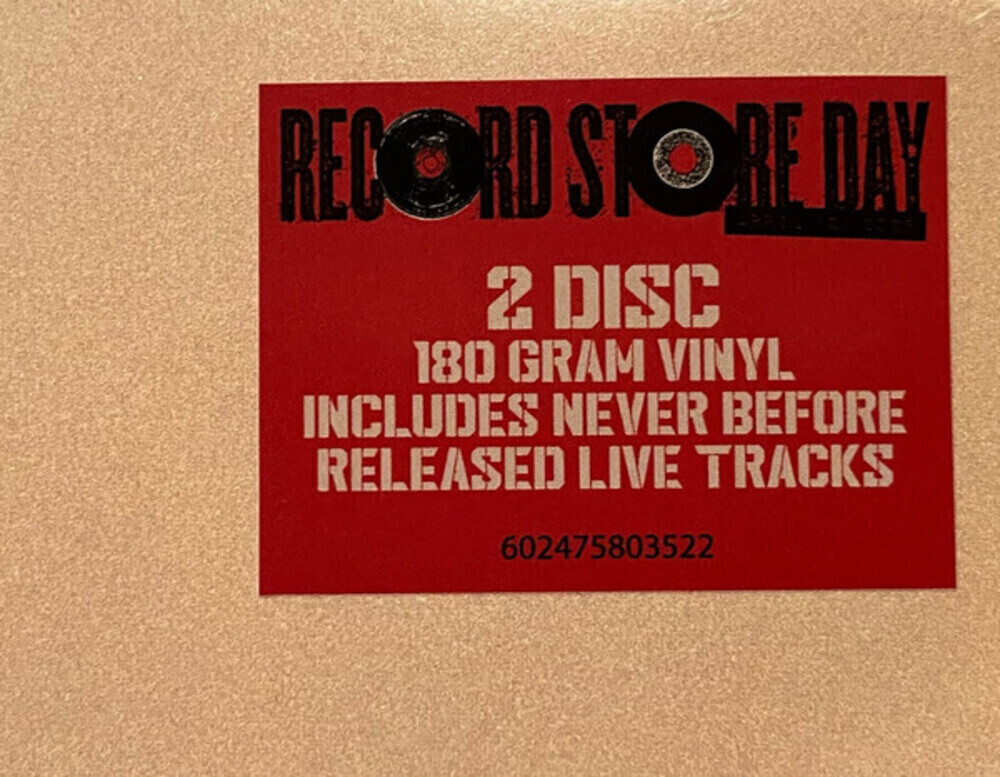 RECORD STORE DAY
2 DISC
180 GRAM VINYL
INCLUDES NEVER BEFORE
RELEASED LIVE TRACKS
602475803522